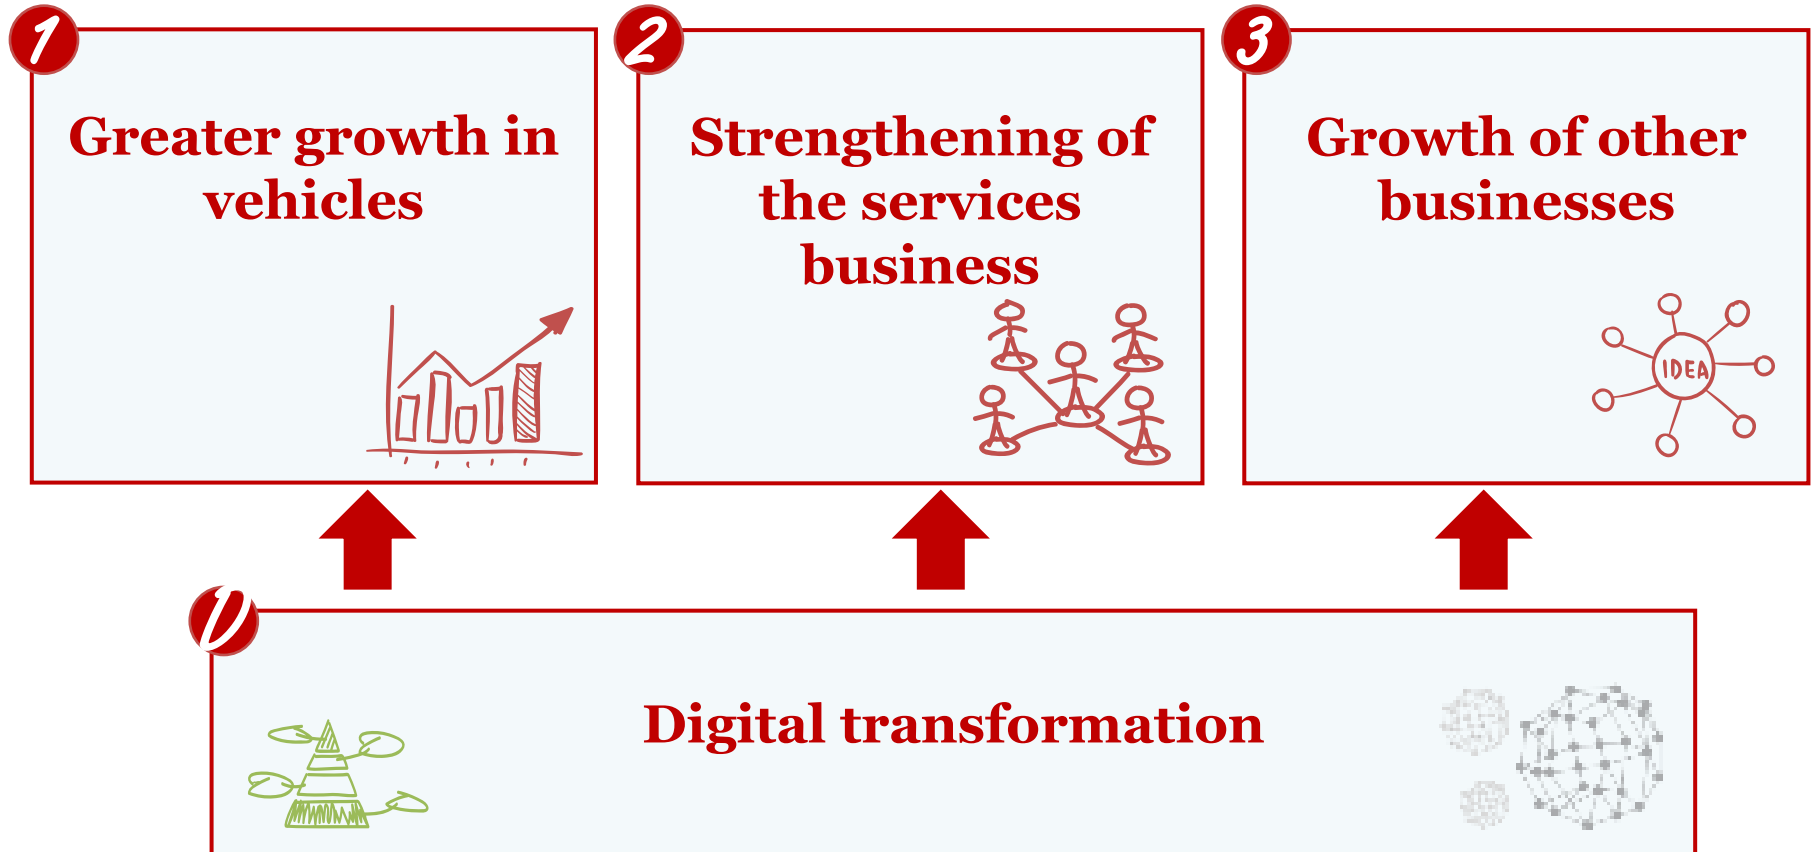 1
Greater growth in
vehicles
2
Strengthening of
the services
business
3
Growth of other
businesses
IDEA
D
Digital transformation